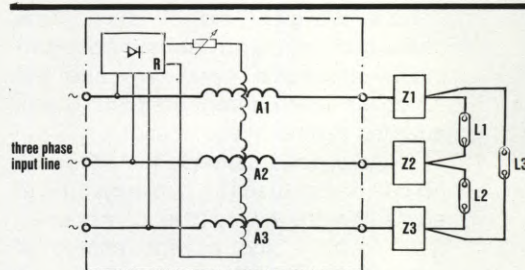 R
A1
Z1
L1
L3
three phase
input line
A2
Z2
L2
A3
Z3